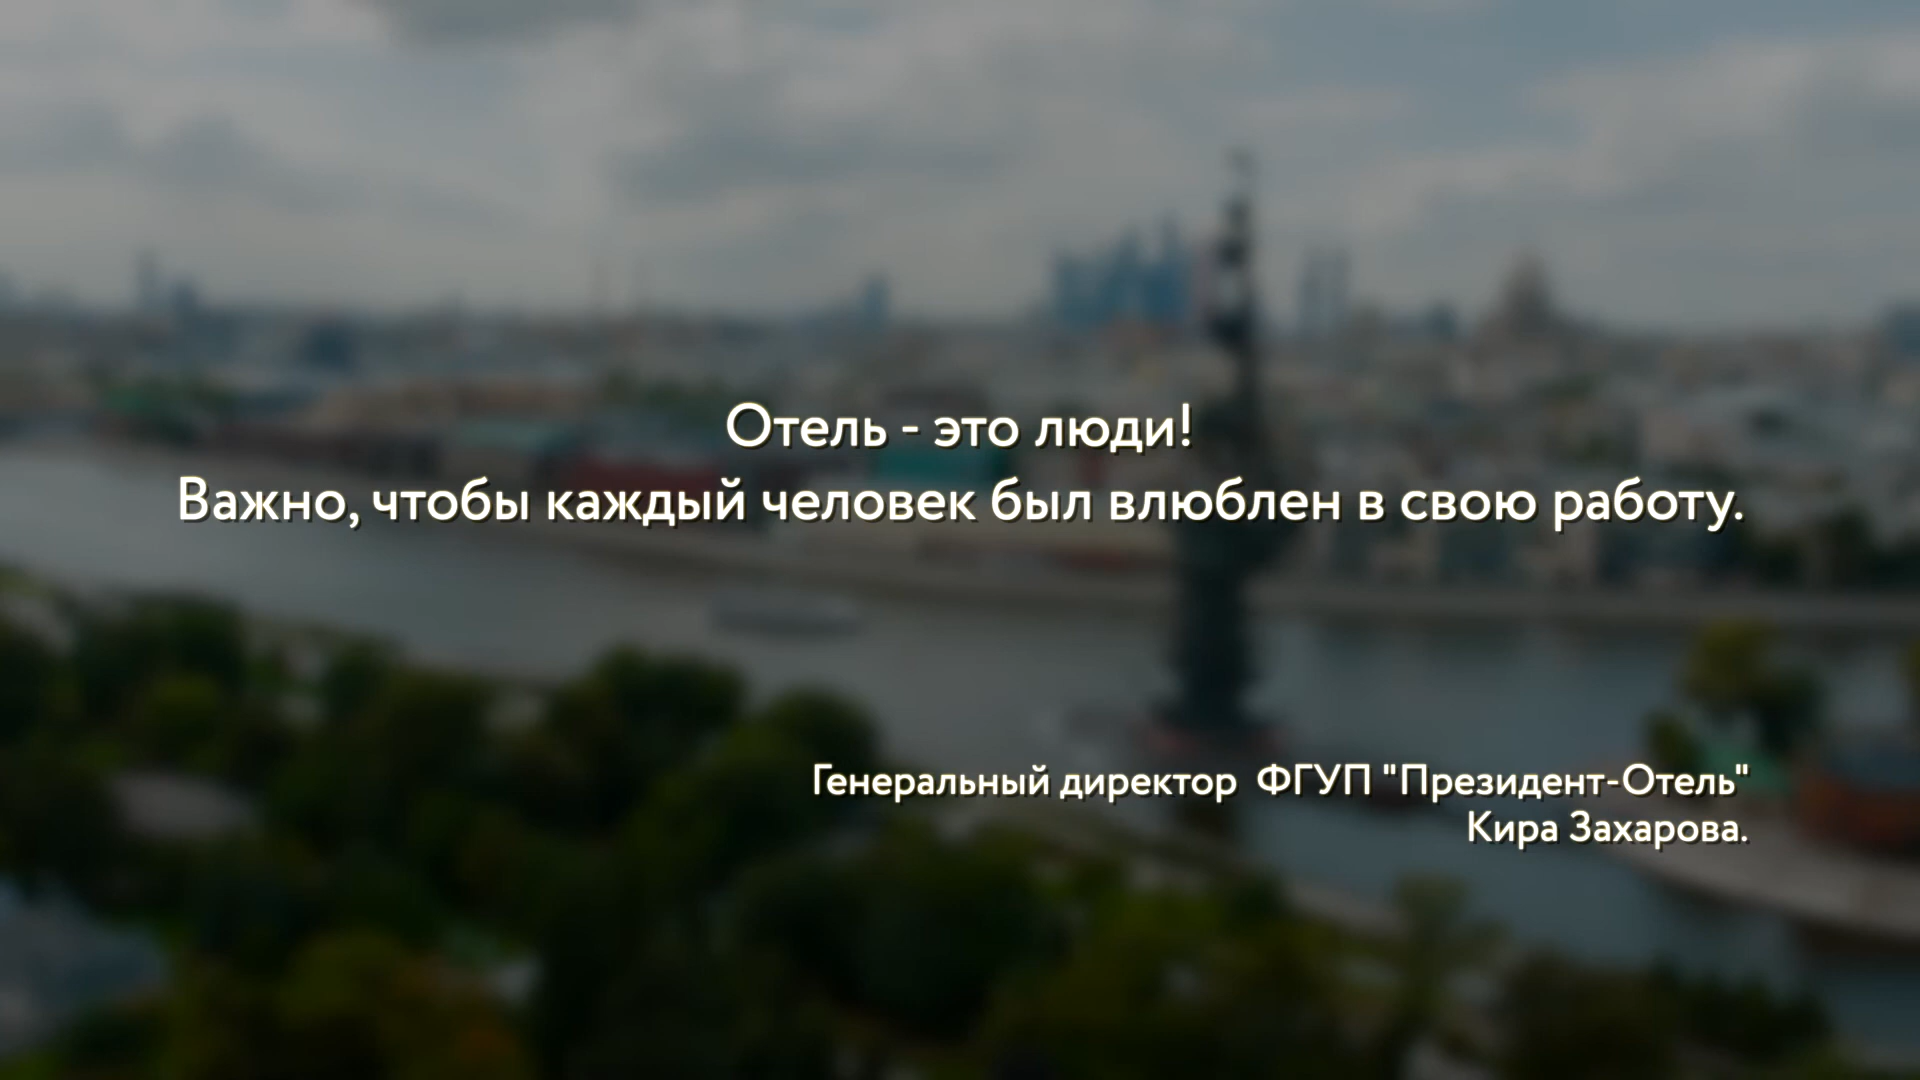 Отель - это люди!
Важно, чтобы каждый человек был влюблен в свою работу.
Генеральный директор  ФГУП "Президент-Отель"
Кира Захарова.